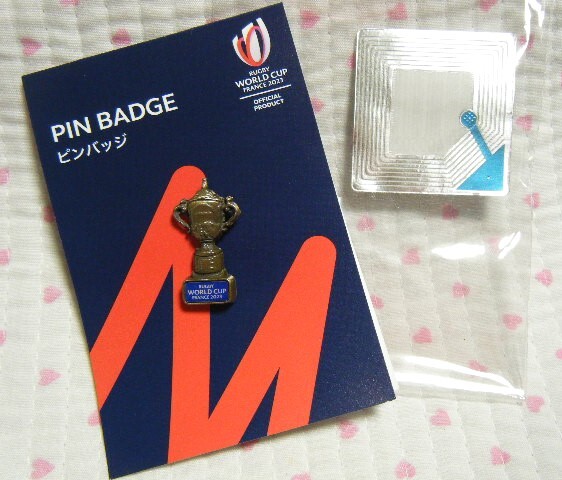 RUGBY
WORLD CUP
FRANCE 2023
OFFICIAL
PRODUCT
PIN BADGE
ピンバッジ
RUGBY
WORLD CUP
FRANCE 2023